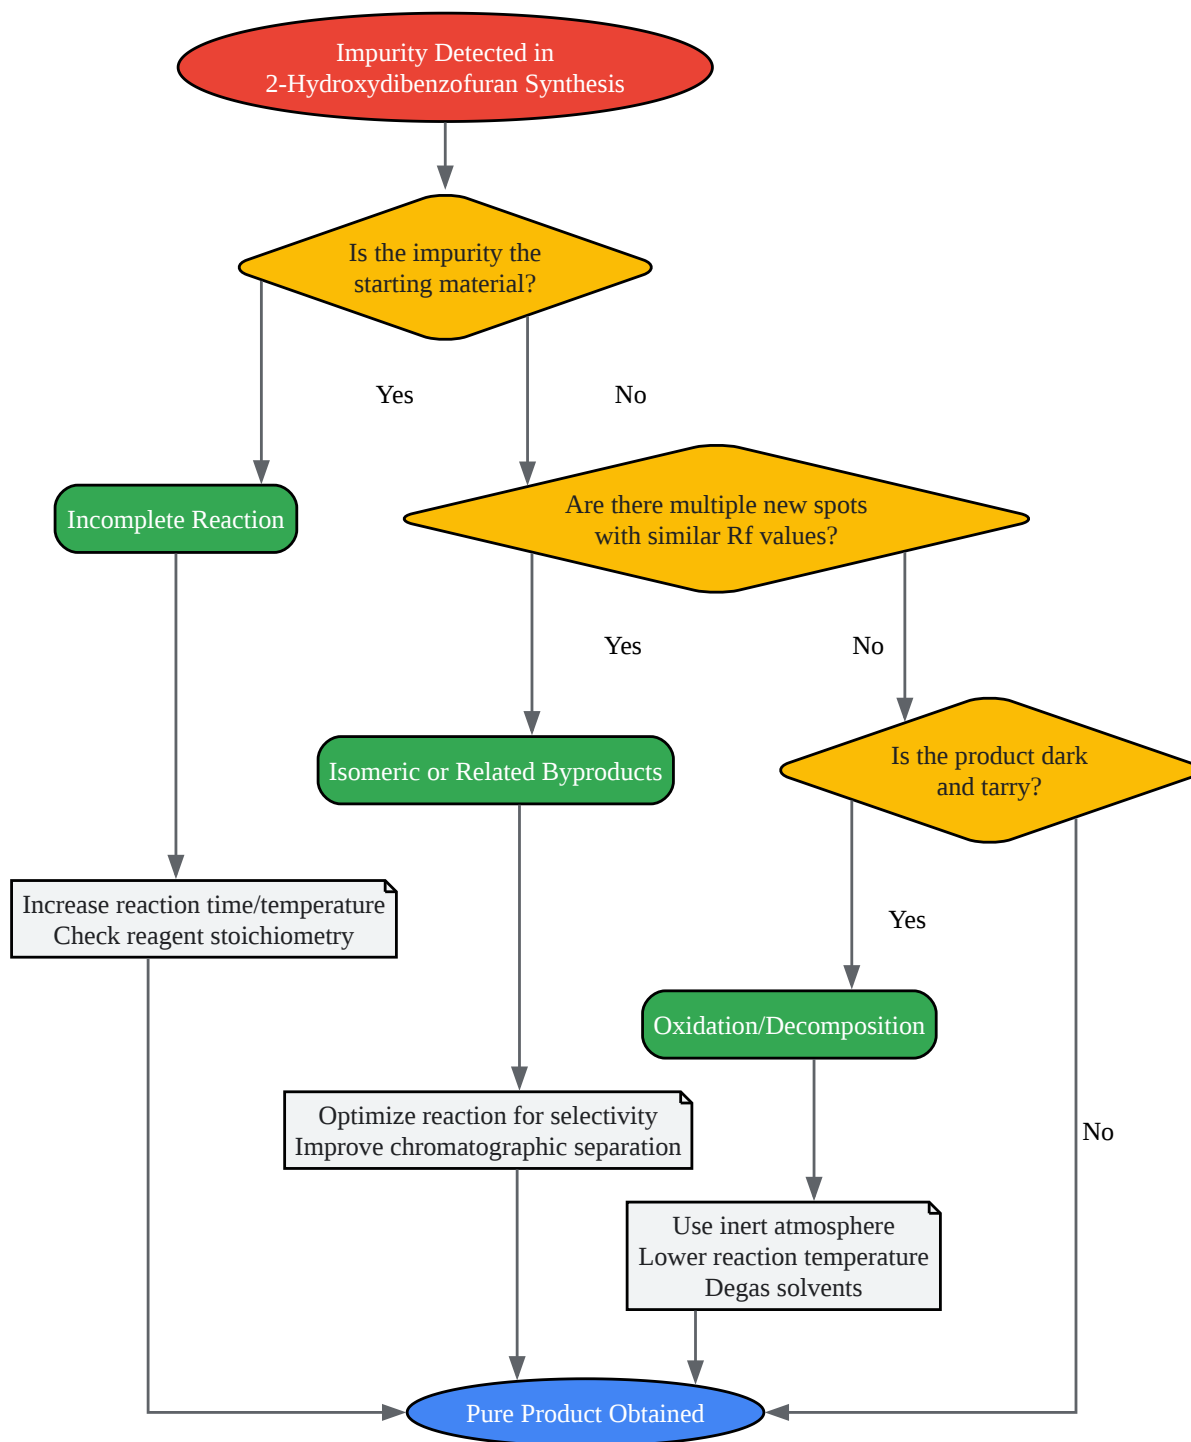 Impurity Detected in
2-Hydroxydibenzofuran Synthesis
Is the impurity the
starting material?
Yes
No
Incomplete Reaction
Are there multiple new spots
with similar Rf values?
Yes
No
Isomeric or Related Byproducts
Is the product dark
and tarry?
Increase reaction time/temperature
Check reagent stoichiometry
Yes
Oxidation/Decomposition
Optimize reaction for selectivity
Improve chromatographic separation
No
Use inert atmosphere
Lower reaction temperature
Degas solvents
Pure Product Obtained